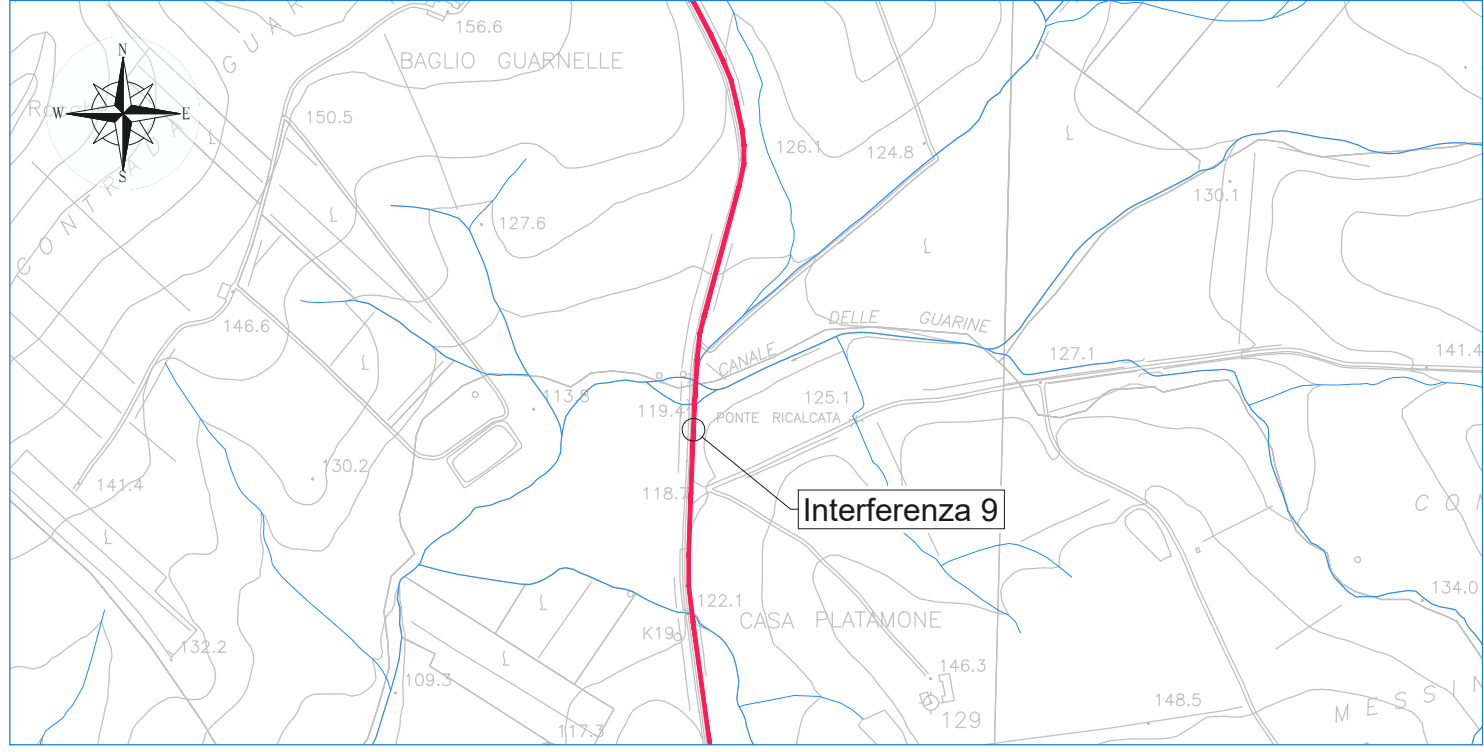 156.6
BAGLIO GUARNELLE
N
W
E
S
150.5
CONTRADA GUAR
126.1
124.8
130.1
127.6
146.6
CANALE DELLE GUARINE
127.1
141.4
113.8
119.4
125.1
PONTE RICALCATA
130.2
141.4
118.7
Interferenza 9
CON
134.0
122.1
CASA PLATAMONE
K19
132.2
109.3
146.3
129
148.5
MESSIN
117.3